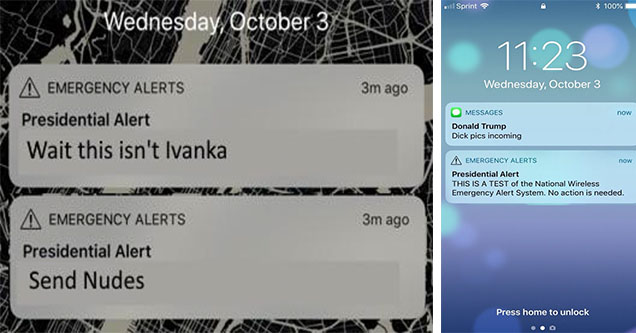 Wednesday, October 3
EMERGENCY ALERTS 3m ago
Presidential Alert
Wait this isn't Ivanka
EMERGENCY ALERTS 3m ago
Presidential Alert
Send Nudes
Sprint 100%
11:23
Wednesday, October 3
MESSAGES now
Donald Trump
Dick pics incoming
EMERGENCY ALERTS now
Presidential Alert
THIS IS A TEST of the National Wireless
Emergency Alert System. No action is needed.
Press home to unlock